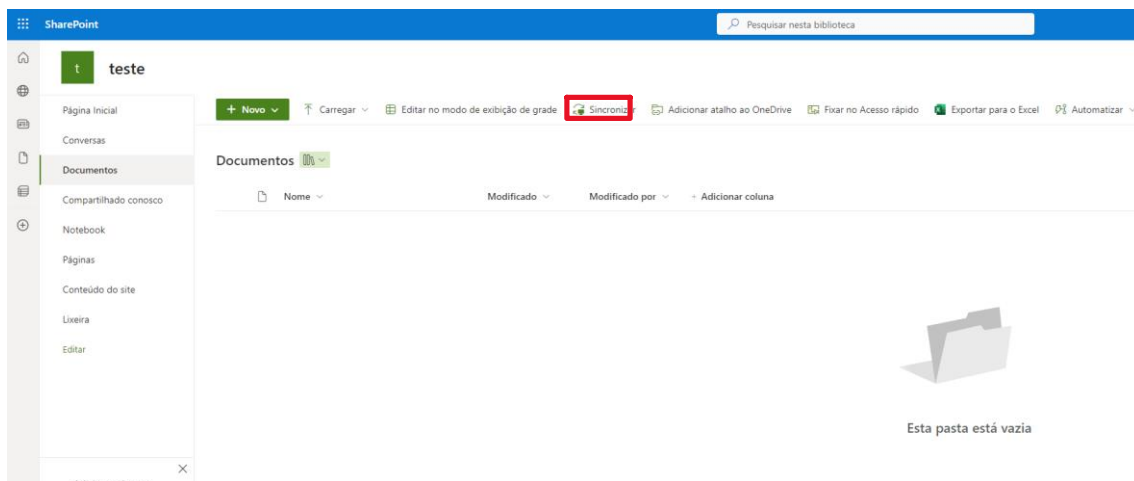 SharePoint
Pesquisar nesta biblioteca
t teste
Página Inicial
Conversas
Documentos
Compartilhado conosco
Notebook
Páginas
Conteúdo do site
Lixeira
Editar
+ Novo Carregar Editar no modo de exibição de grade Sincronizar Adicionar atalho ao OneDrive Fixar no Acesso rápido Exportar para o Excel Automatizar
Documentos
Nome Modificado Modificado por + Adicionar coluna
Esta pasta está vazia